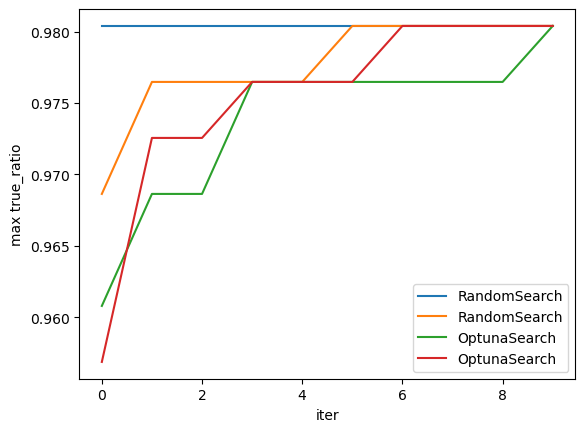 0.980
0.975
0.970
0.965
0.960
max true_ratio
0 2 4 6 8
iter
RandomSearch
RandomSearch
OptunaSearch
OptunaSearch